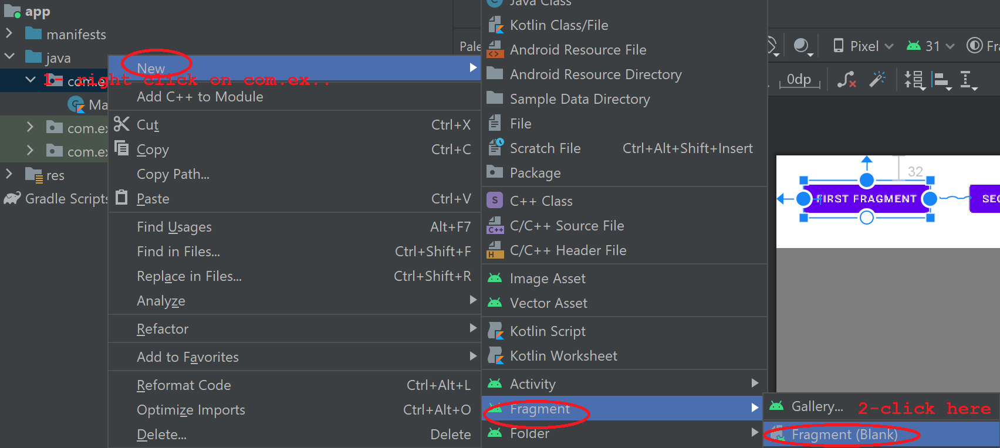 app
manifests
java
com.e
Ma
com.ex
com.ex
res
Gradle Scripts
1- right click on com.ex..
New
Add C++ to Module
Cut Ctrl+X
Copy Ctrl+C
Copy Path...
Paste Ctrl+V
Find Usages Alt+F7
Find in Files... Ctrl+Shift+F
Replace in Files... Ctrl+Shift+R
Analyze
Refactor
Add to Favorites
Reformat Code Ctrl+Alt+L
Optimize Imports Ctrl+Alt+O
Delete... Delete
Java Class
Kotlin Class/File
Android Resource File
Android Resource Directory
Sample Data Directory
File
Scratch File Ctrl+Alt+Shift+Insert
Package
S C++ Class
C++ C/C++ Source File
H C/C++ Header File
Image Asset
Vector Asset
Kotlin Script
Kotlin Worksheet
Activity
Fragment
Folder
Gallery... 2-click here
Fragment (Blank)
Pale
Pixel 31 Fra
0dp
32
FIRST FRAGMENT SEC